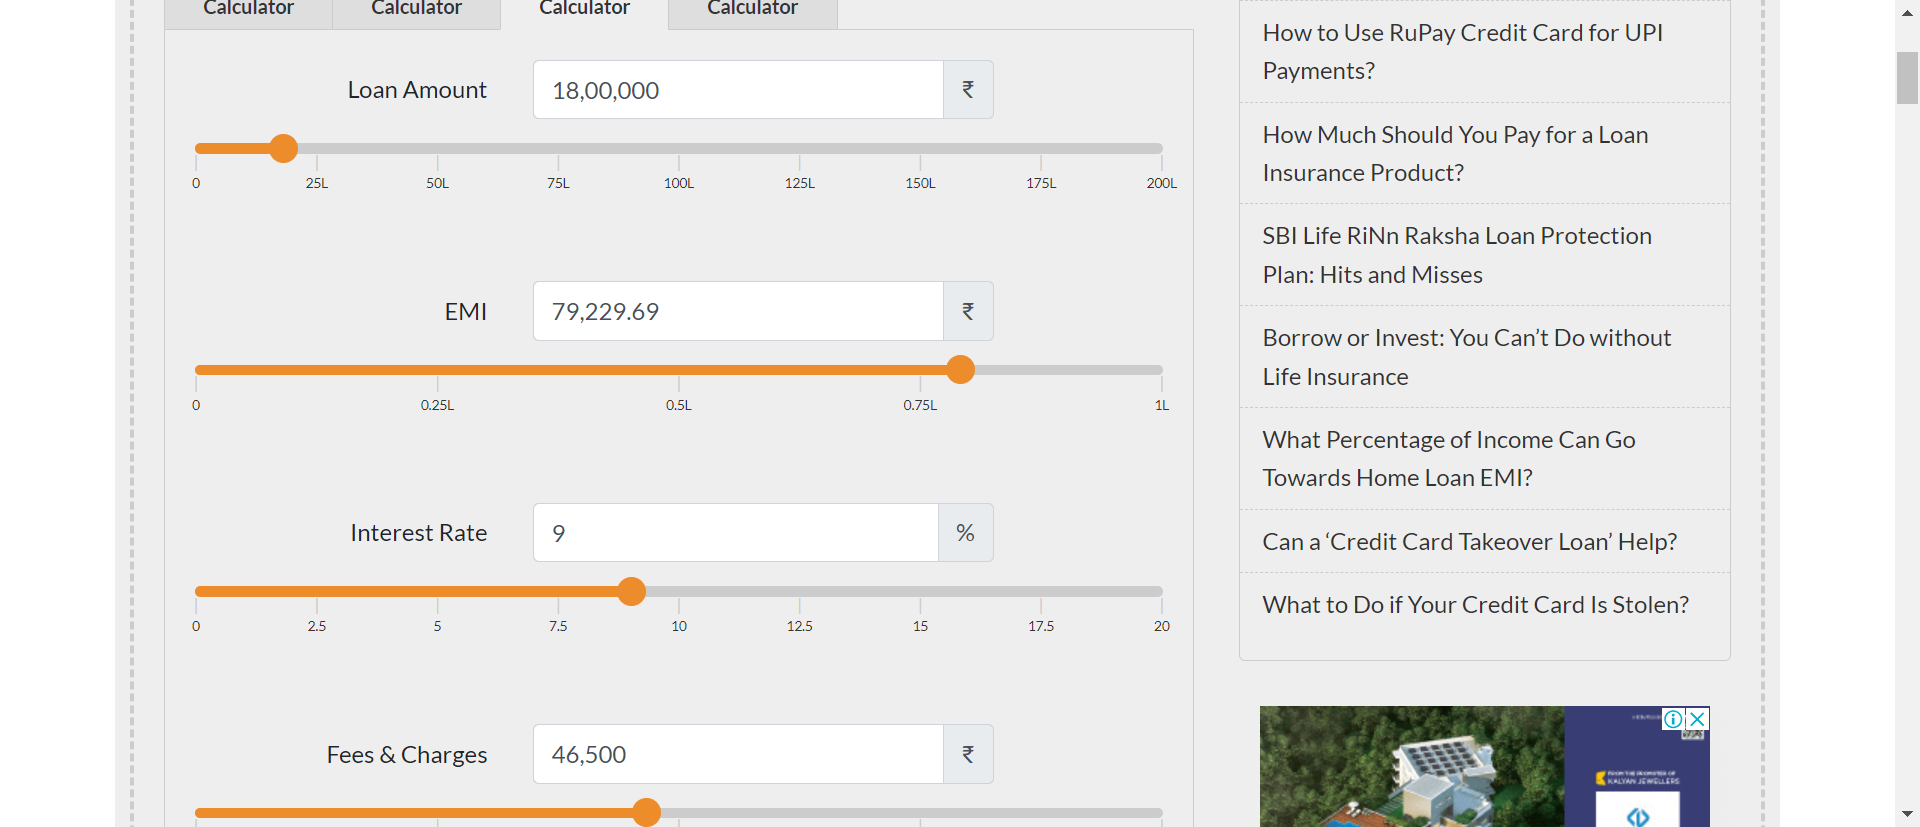 Calculator
Calculator
Calculator
Calculator
Loan Amount
18,00,000
₹
0
25L
50L
75L
100L
125L
150L
175L
200L
EMI
79,229.69
₹
0
0.25L
0.5L
0.75L
1L
Interest Rate
9
%
0
2.5
5
7.5
10
12.5
15
17.5
20
Fees & Charges
46,500
₹
How to Use RuPay Credit Card for UPI
Payments?
How Much Should You Pay for a Loan
Insurance Product?
SBI Life RiNn Raksha Loan Protection
Plan: Hits and Misses
Borrow or Invest: You Can’t Do without
Life Insurance
What Percentage of Income Can Go
Towards Home Loan EMI?
Can a ‘Credit Card Takeover Loan’ Help?
What to Do if Your Credit Card Is Stolen?
FROM THE PROMOTERS OF
KALYAN JEWELLERS